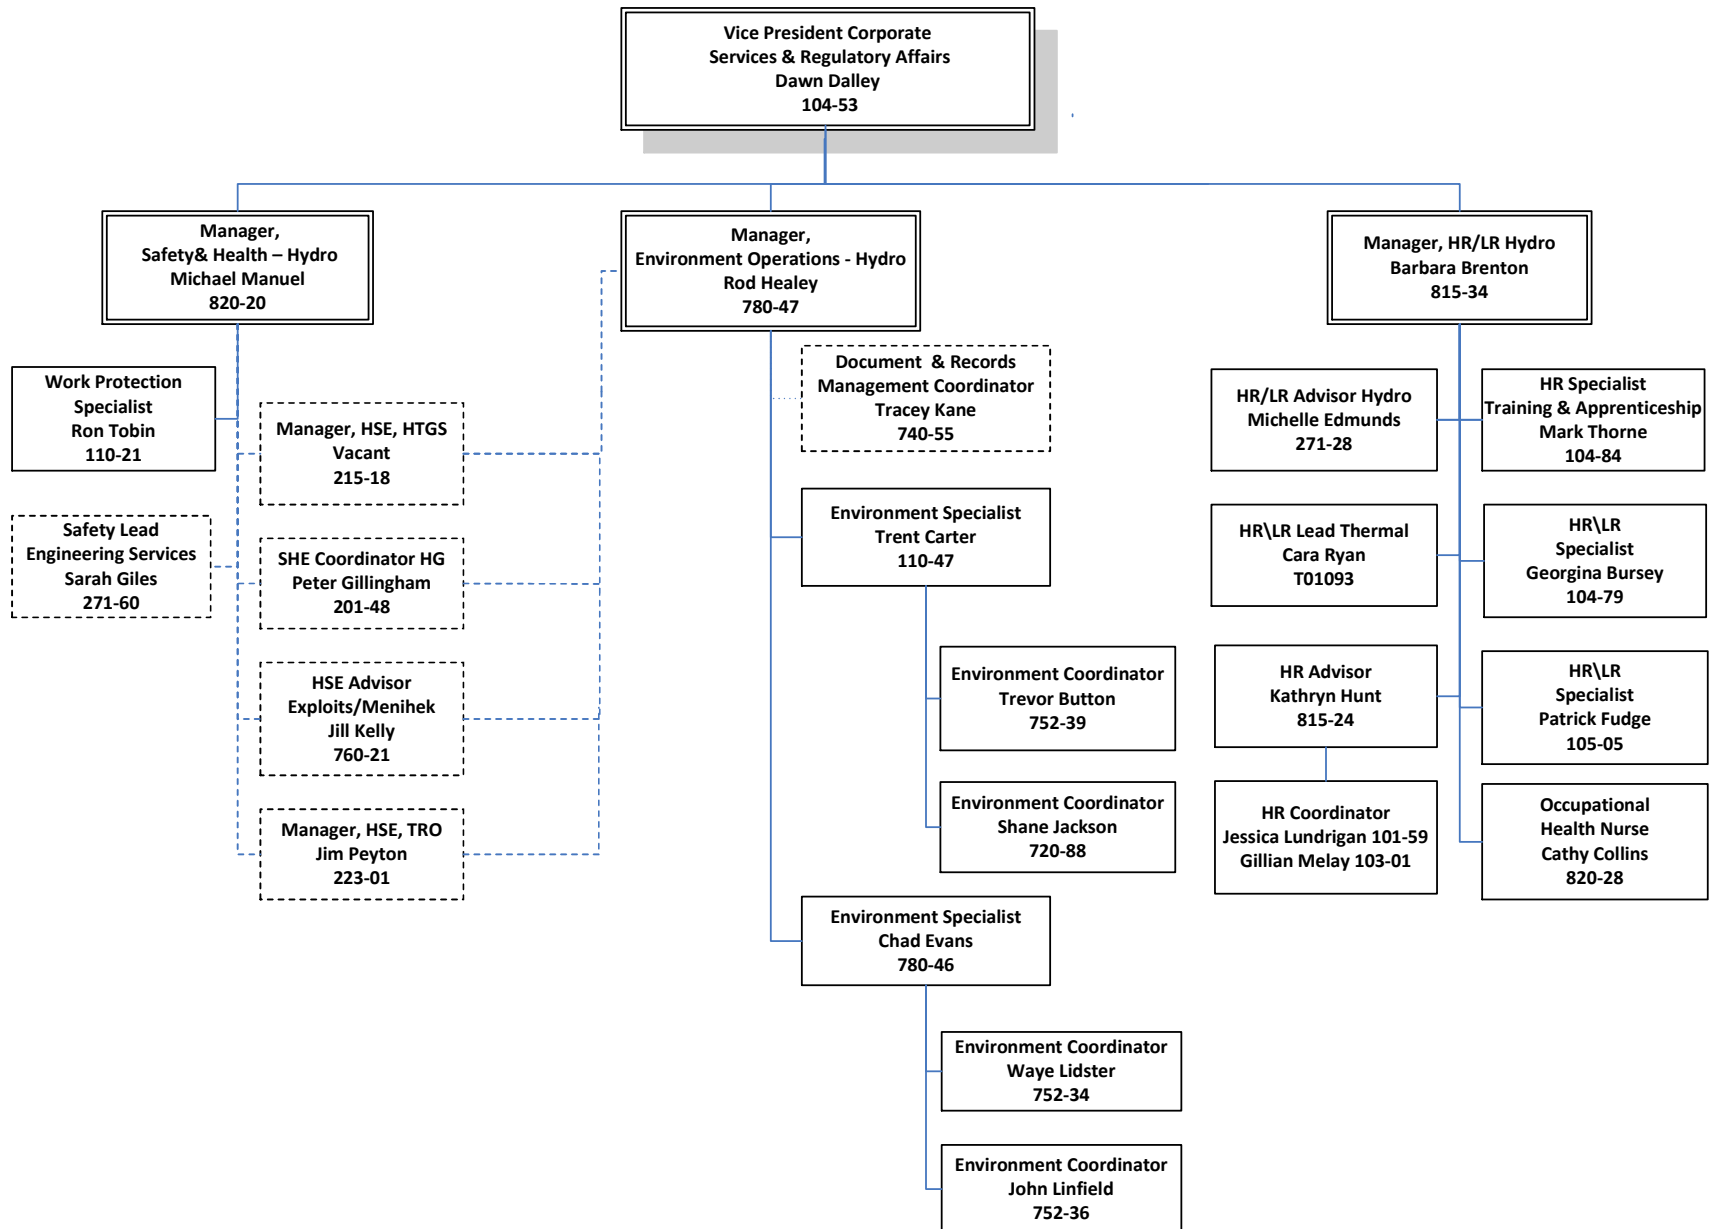 Vice President Corporate
Services & Regulatory Affairs
Dawn Dalley
104-53
Manager,
Safety& Health – Hydro
Michael Manuel
820-20
Manager,
Environment Operations - Hydro
Rod Healey
780-47
Manager, HR/LR Hydro
Barbara Brenton
815-34
Work Protection
Specialist
Ron Tobin
110-21
Safety Lead
Engineering Services
Sarah Giles
271-60
Manager, HSE, HTGS
Vacant
215-18
SHE Coordinator HG
Peter Gillingham
201-48
HSE Advisor
Exploits/Menihek
Jill Kelly
760-21
Manager, HSE, TRO
Jim Peyton
223-01
Document & Records
Management Coordinator
Tracey Kane
740-55
Environment Specialist
Trent Carter
110-47
Environment Coordinator
Trevor Button
752-39
Environment Coordinator
Shane Jackson
720-88
Environment Specialist
Chad Evans
780-46
Environment Coordinator
Waye Lidster
752-34
Environment Coordinator
John Linfield
752-36
HR/LR Advisor Hydro
Michelle Edmunds
271-28
HR\LR Lead Thermal
Cara Ryan
T01093
HR Advisor
Kathryn Hunt
815-24
HR Coordinator
Jessica Lundrigan 101-59
Gillian Melay 103-01
HR Specialist
Training & Apprenticeship
Mark Thorne
104-84
HR\LR
Specialist
Georgina Bursey
104-79
HR\LR
Specialist
Patrick Fudge
105-05
Occupational
Health Nurse
Cathy Collins
820-28